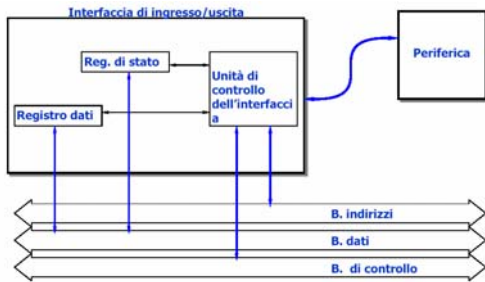 Interfaccia di ingresso/uscita
Reg. di stato
Unità di
controllo
dell'interfacci
a
Registro dati
Periferica
B. indirizzi
B. dati
B. di controllo